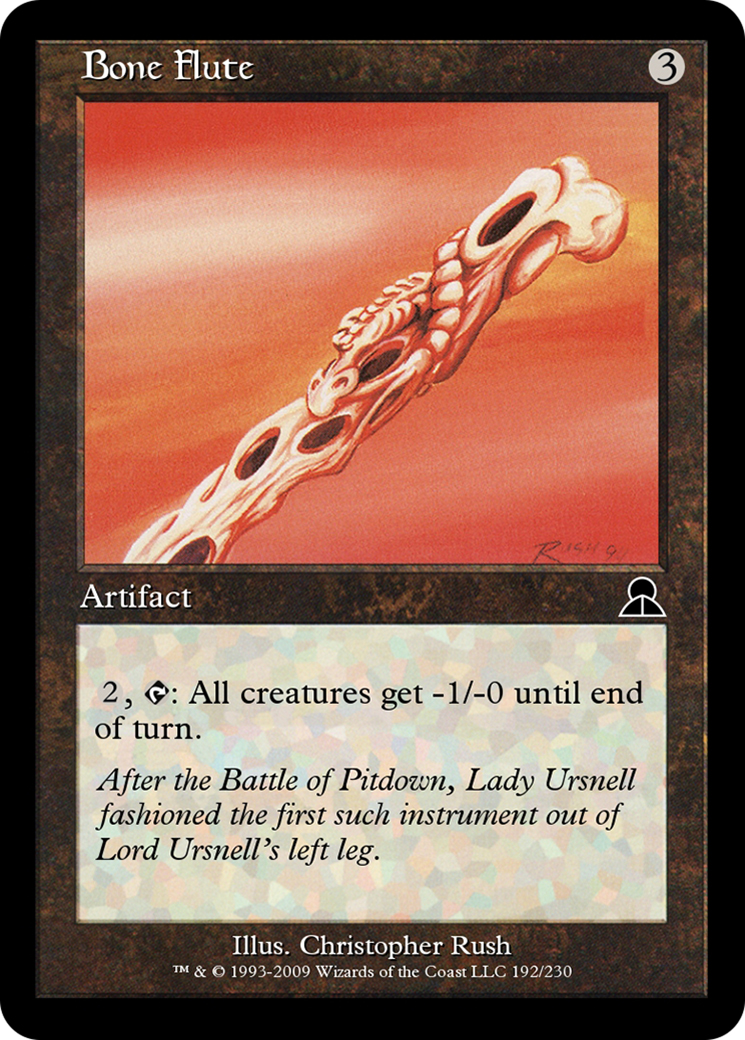 Bone Flute 3
Artifact
2, : All creatures get -1/-0 until end
of turn.
After the Battle of Pitdown, Lady Ursnell
fashioned the first such instrument out of
Lord Ursnell's left leg.
Illus. Christopher Rush
™ & © 1993-2009 Wizards of the Coast LLC 192/230